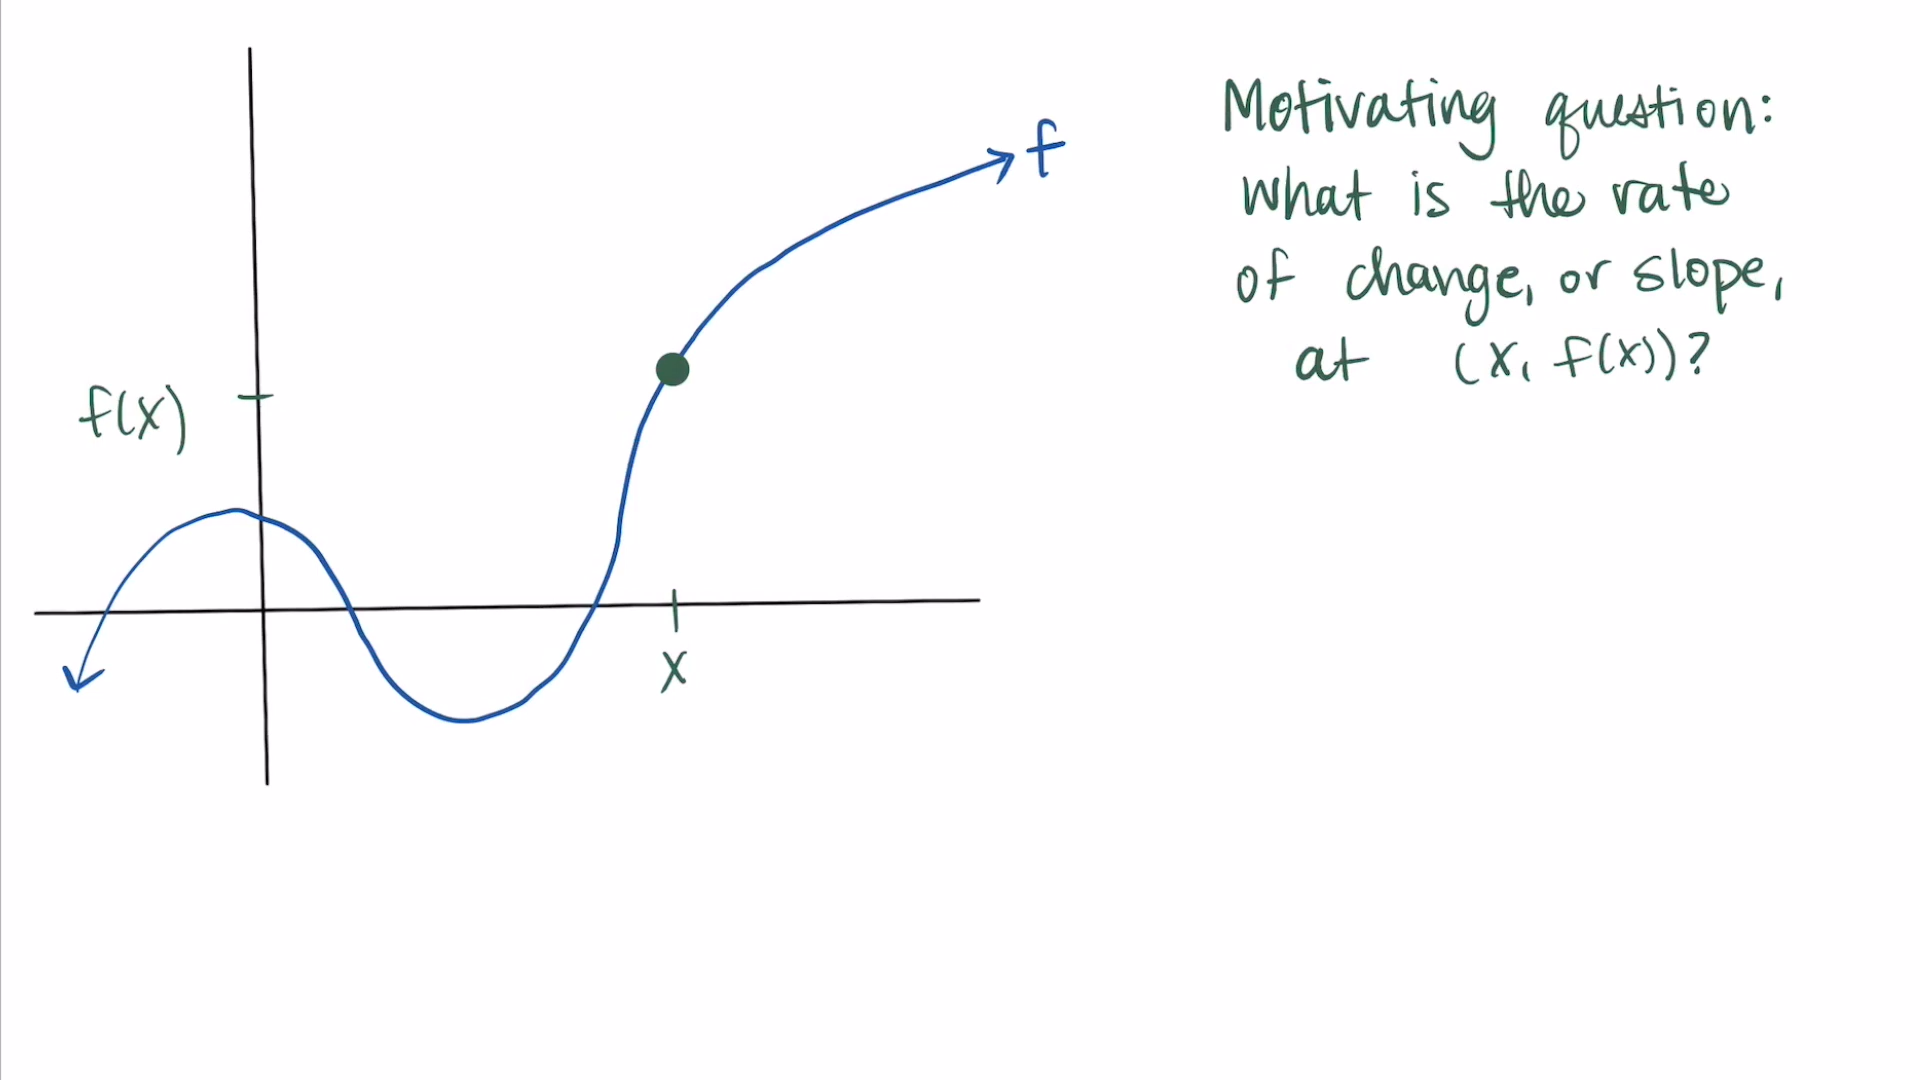 f
Motivating question:
What is the rate
of change, or slope,
at (x, f(x))?
f(x)
x